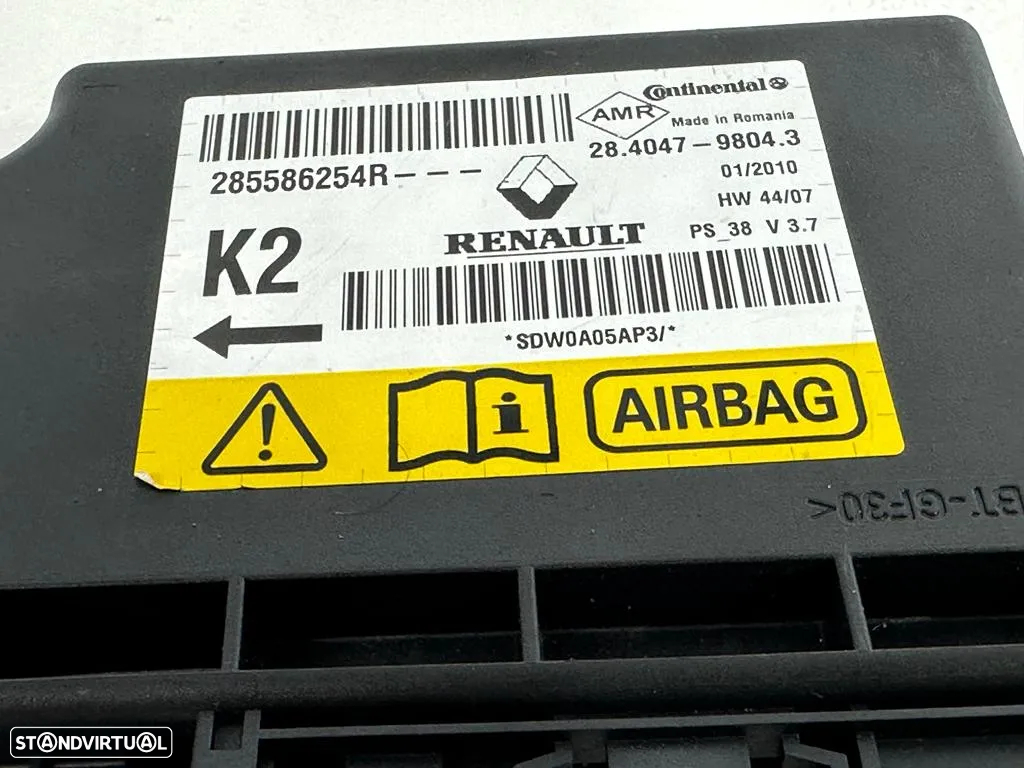 Continental
AMR
Made in Romania
285586254R---
28.4047-9804.3
01/2010
HW 44/07
K2
RENAULT
PS_38 V 3.7
*SDW0A05AP3/*
i
AIRBAG
BT-GF30<
STANDVIRTUAL